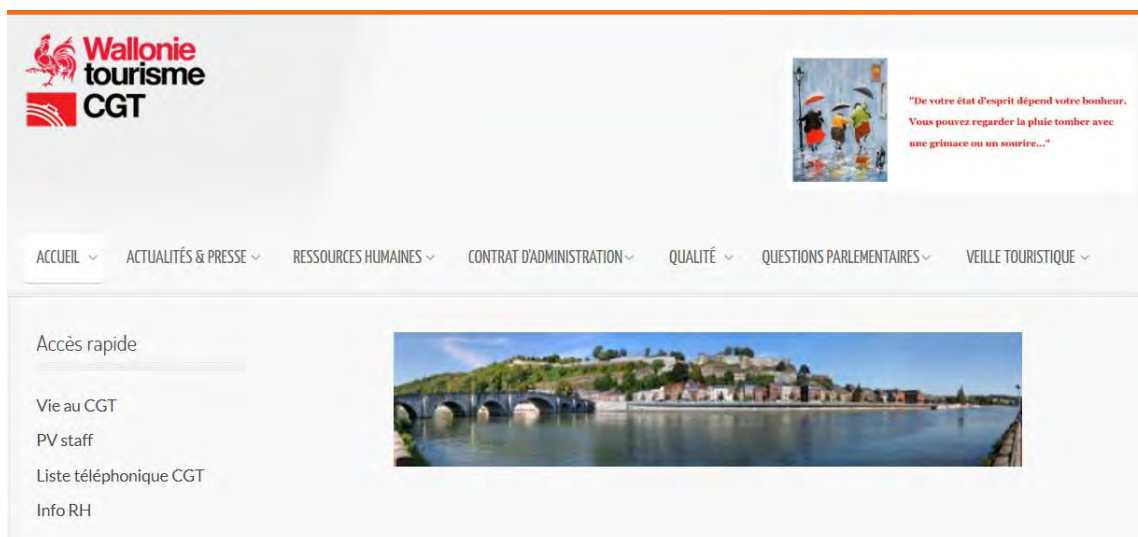 Wallonie
tourisme
CGT
"De votre état d'esprit dépend votre bonheur.
Vous pouvez regarder la pluie tomber avec
une grimace ou un sourire..."
ACCUEIL ACTUALITÉS & PRESSE RESSOURCES HUMAINES CONTRAT D'ADMINISTRATION QUALITÉ QUESTIONS PARLEMENTAIRES VEILLE TOURISTIQUE
Accès rapide
Vie au CGT
PV staff
Liste téléphonique CGT
Info RH